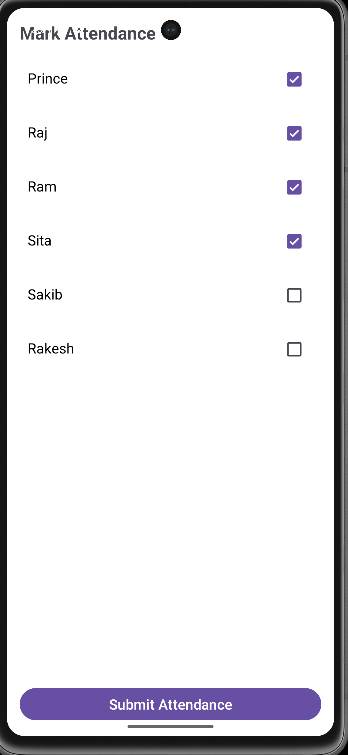 Mark Attendance
Prince
Raj
Ram
Sita
Sakib
Rakesh
Submit Attendance